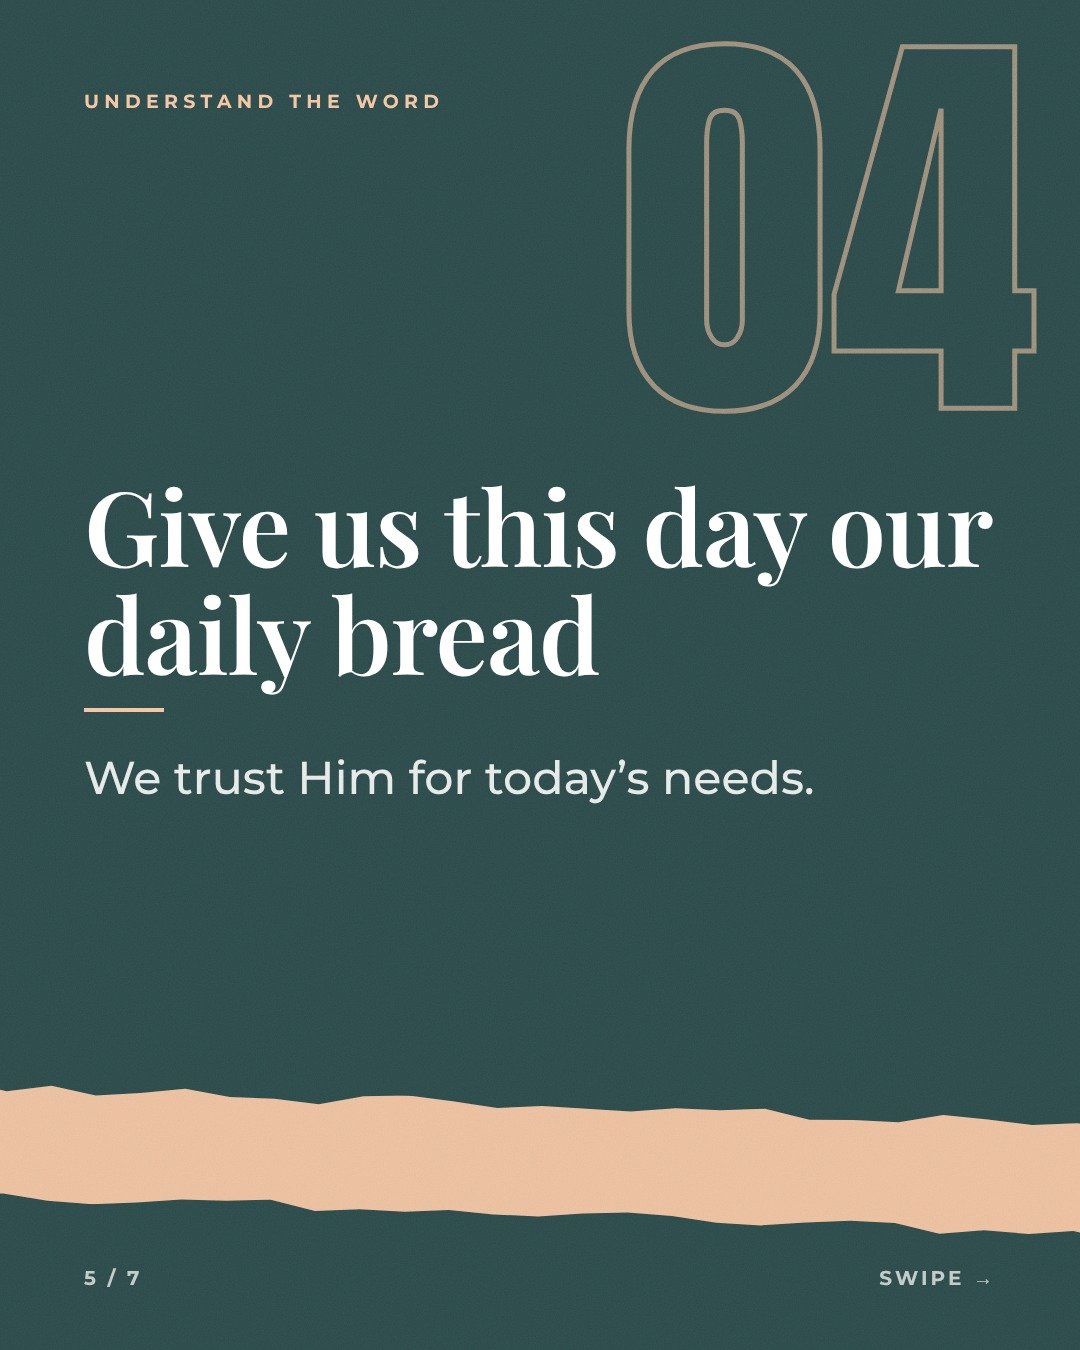 UNDERSTAND THE WORD
04
Give us this day our
daily bread
We trust Him for today’s needs.
5 / 7
SWIPE →